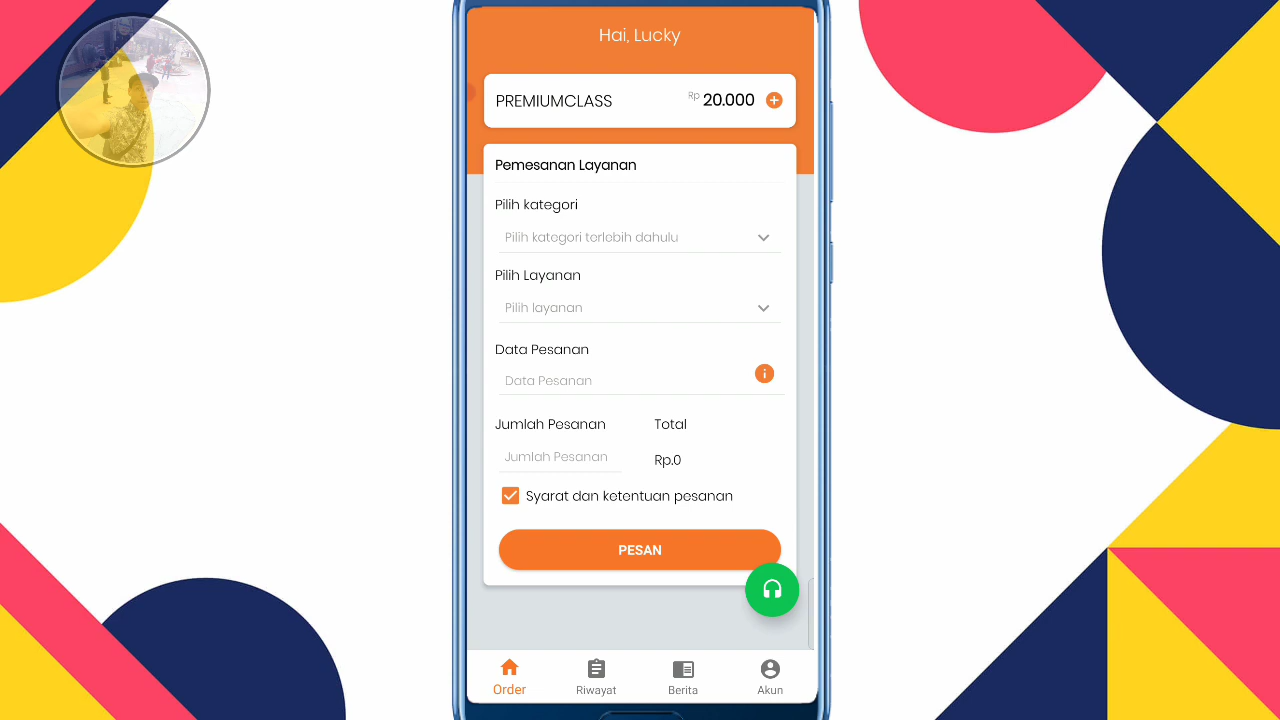 Hai, Lucky
PREMIUMCLASS Rp 20.000
Pemesanan Layanan
Pilih kategori
Pilih kategori terlebih dahulu
Pilih Layanan
Pilih layanan
Data Pesanan
Data Pesanan
Jumlah Pesanan Total
Jumlah Pesanan Rp.0
Syarat dan ketentuan pesanan
PESAN
Order Riwayat Berita Akun